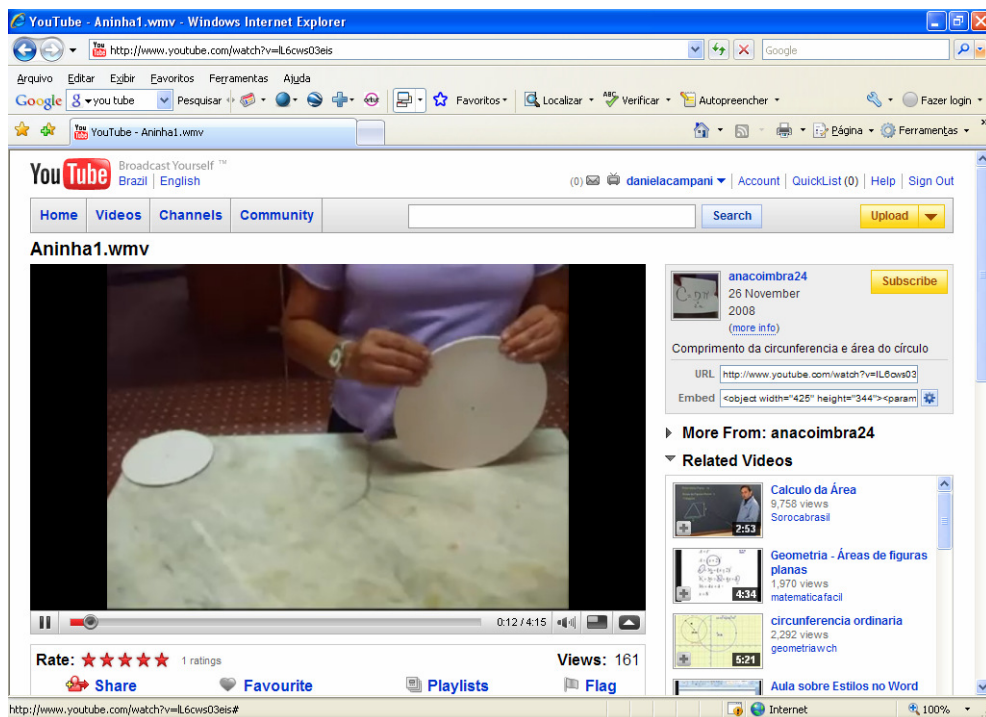 YouTube - Aninha1.wmv - Windows Internet Explorer
http://www.youtube.com/watch?v=lL6cws03eis
Google
Arquivo Editar Exibir Favoritos Ferramentas Ajuda
Google you tube Pesquisar Favoritos Localizar Verificar Autopreencher Fazer login
YouTube - Aninha1.wmv Página Ferramentas
YouTube Broadcast Yourself ™
Brazil | English
(0) danielacampani | Account | QuickList (0) | Help | Sign Out
Home Videos Channels Community Search Upload
Aninha1.wmv
anacoimbra24
Subscribe
26 November
2008
(more info)
Comprimento da circunferencia e área do círculo
URL http://www.youtube.com/watch?v=lL6cws03
Embed <object width="425" height="344"><param
More From: anacoimbra24
Related Videos
Calculo da Área
9,758 views
Sorocabrasil
2:53
Geometria - Áreas de figuras
planas
1,970 views
matematicafacil
4:34
circunferencia ordinaria
2,292 views
geometriawch
5:21
Aula sobre Estilos no Word
0:12 / 4:15
Rate: 1 ratings Views: 161
Share Favourite Playlists Flag
http://www.youtube.com/watch?v=lL6cws03eis# Internet 100%